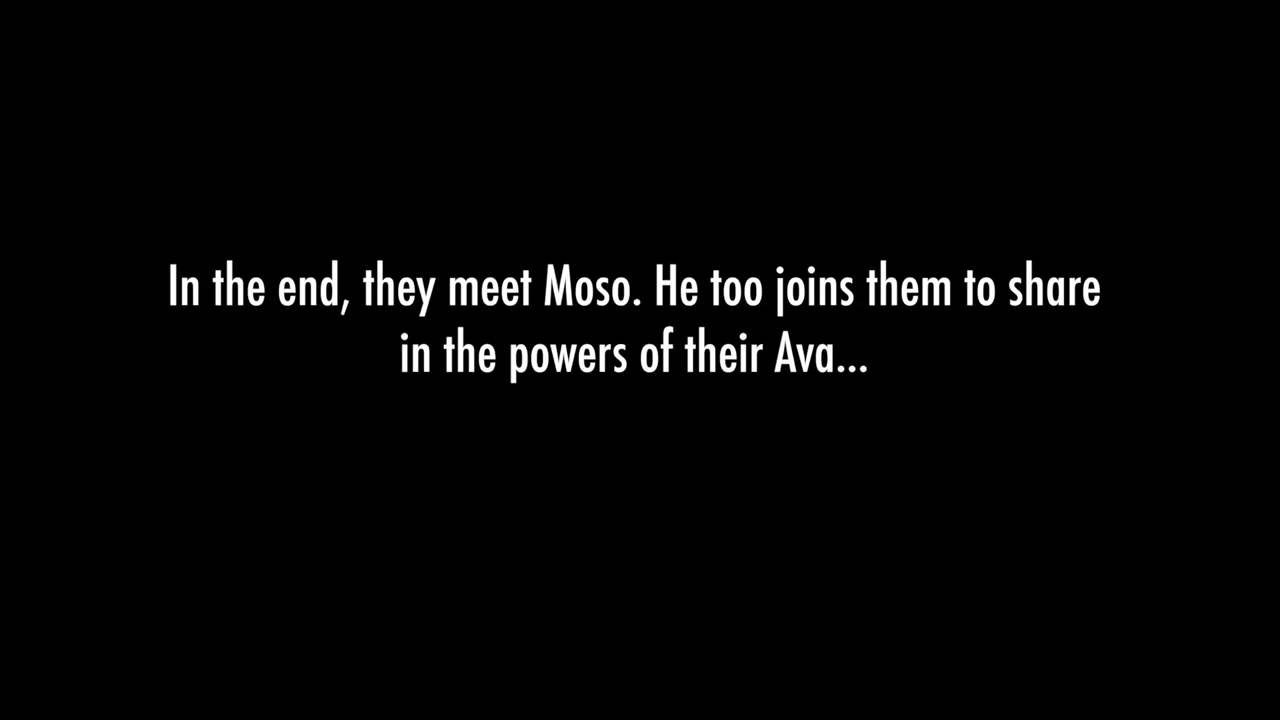 In the end, they meet Moso. He too joins them to share
in the powers of their Ava...